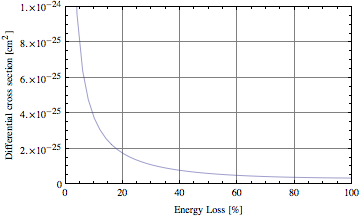 1.×10⁻²⁴
8.×10⁻²⁵
6.×10⁻²⁵
4.×10⁻²⁵
2.×10⁻²⁵
0
Differential cross section [cm²]
0 20 40 60 80 100
Energy Loss [%]